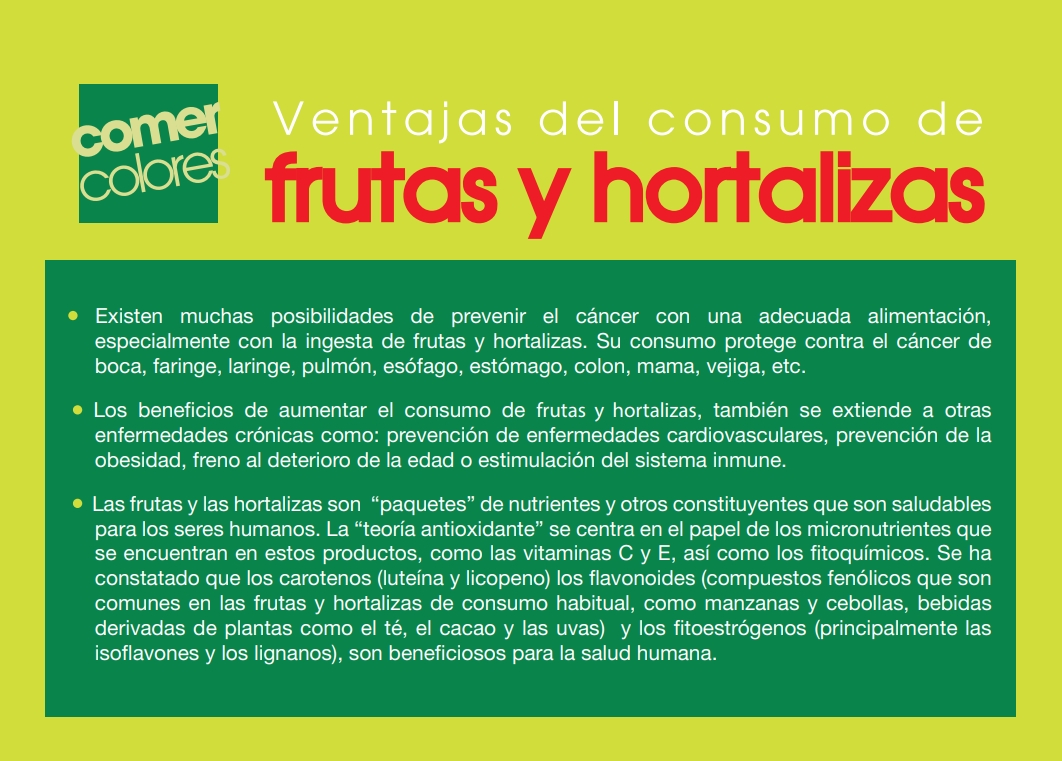 comer
colores
Ventajas del consumo de
frutas y hortalizas
• Existen muchas posibilidades de prevenir el cáncer con una adecuada alimentación,
especialmente con la ingesta de frutas y hortalizas. Su consumo protege contra el cáncer de
boca, faringe, laringe, pulmón, esófago, estómago, colon, mama, vejiga, etc.
• Los beneficios de aumentar el consumo de frutas y hortalizas, también se extiende a otras
enfermedades crónicas como: prevención de enfermedades cardiovasculares, prevención de la
obesidad, freno al deterioro de la edad o estimulación del sistema inmune.
• Las frutas y las hortalizas son “paquetes” de nutrientes y otros constituyentes que son saludables
para los seres humanos. La “teoría antioxidante” se centra en el papel de los micronutrientes que
se encuentran en estos productos, como las vitaminas C y E, así como los fitoquímicos. Se ha
constatado que los carotenos (luteína y licopeno) los flavonoides (compuestos fenólicos que son
comunes en las frutas y hortalizas de consumo habitual, como manzanas y cebollas, bebidas
derivadas de plantas como el té, el cacao y las uvas) y los fitoestrógenos (principalmente las
isoflavones y los lignanos), son beneficiosos para la salud humana.